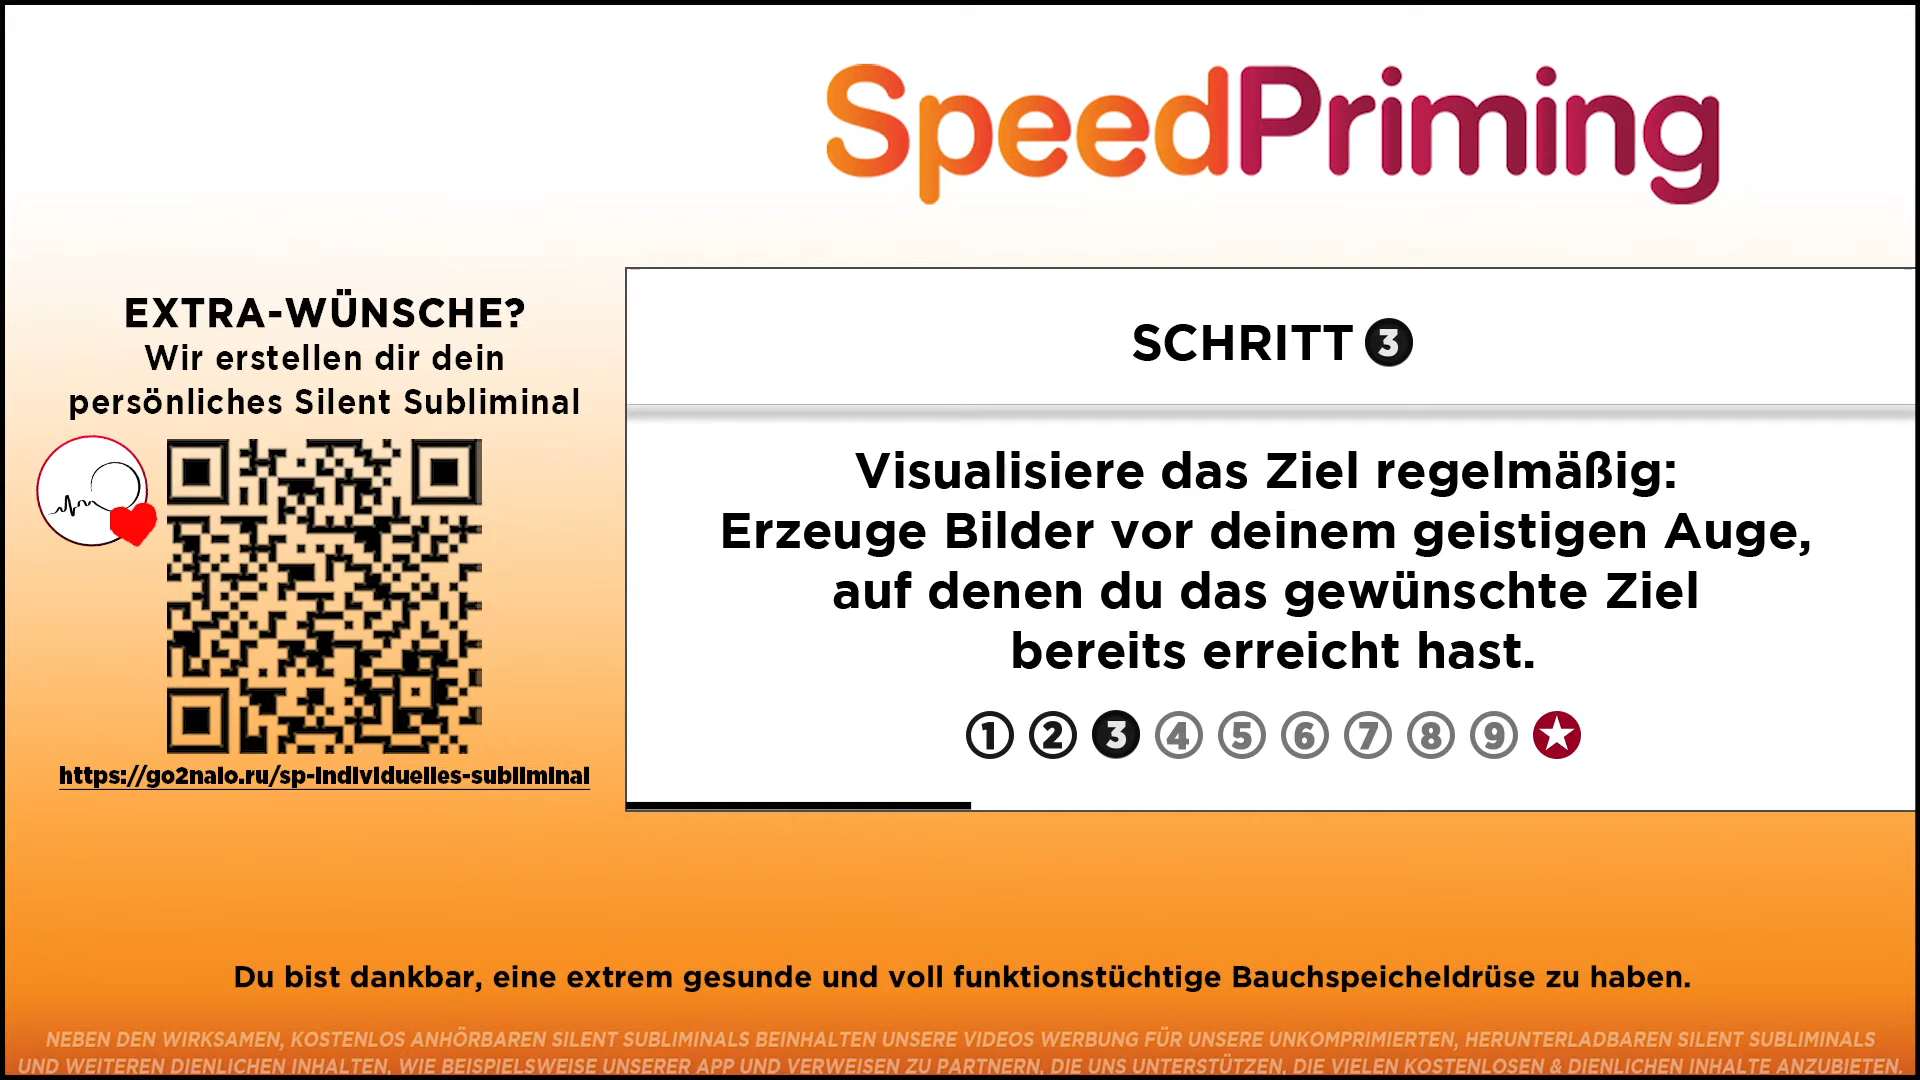 SpeedPriming
EXTRA-WÜNSCHE?
Wir erstellen dir dein
persönliches Silent Subliminal
https://go2nalo.ru/sp-individuelles-subliminal
SCHRITT 3
Visualisiere das Ziel regelmäßig:
Erzeuge Bilder vor deinem geistigen Auge,
auf denen du das gewünschte Ziel
bereits erreicht hast.
1 2 3 4 5 6 7 8 9
Du bist dankbar, eine extrem gesunde und voll funktionstüchtige Bauchspeicheldrüse zu haben.
NEBEN DEN WIRKSAMEN, KOSTENLOS ANHÖRBAREN SILENT SUBLIMINALS BEINHALTEN UNSERE VIDEOS WERBUNG FÜR UNSERE UNKOMPRIMIERTEN, HERUNTERLADBAREN SILENT SUBLIMINALS
UND WEITEREN DIENLICHEN INHALTEN, WIE BEISPIELSWEISE UNSERER APP UND VERWEISEN ZU PARTNERN, DIE UNS UNTERSTÜTZEN, DIE VIELEN KOSTENLOSEN & DIENLICHEN INHALTE ANZUBIETEN.